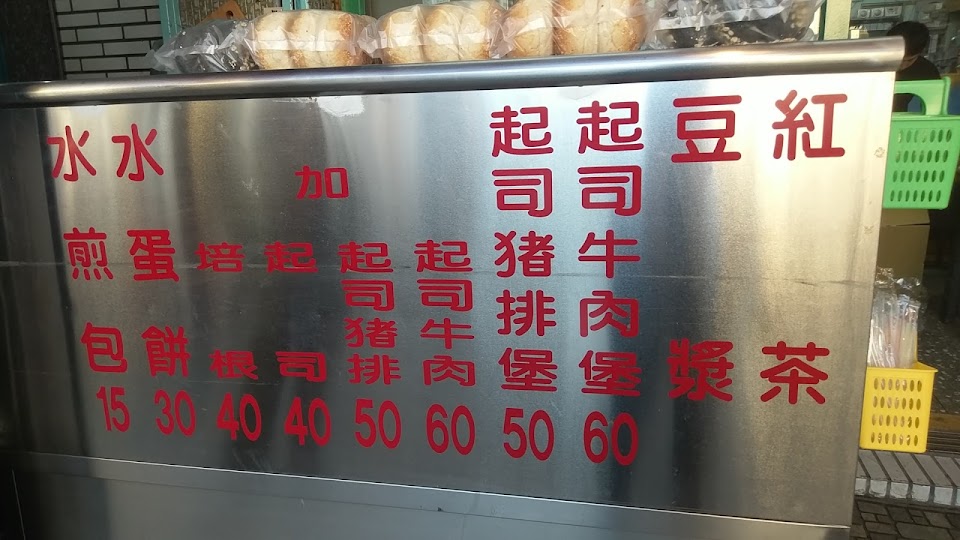 水煎包 15
水蛋餅 30
加
培根 40
起司 40
起司猪排 50
起司牛肉 60
起司猪排堡 50
起司牛肉堡 60
豆漿
紅茶